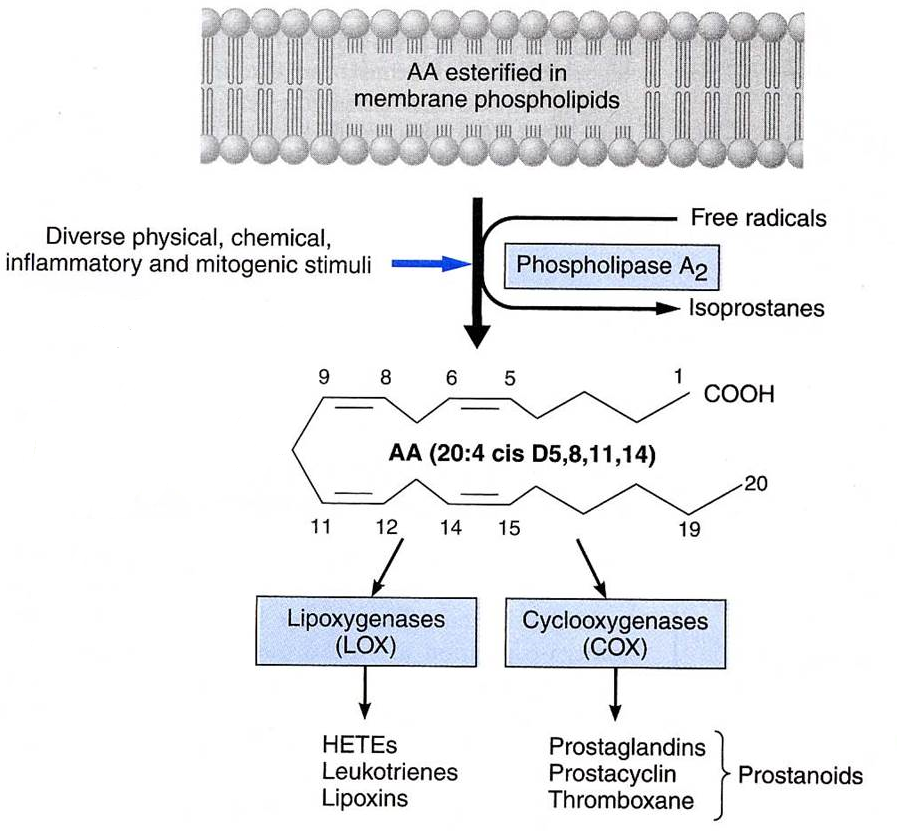 AA esterified in
membrane phospholipids
Free radicals
Diverse physical, chemical,
inflammatory and mitogenic stimuli
Phospholipase A2
Isoprostanes
9 8 6 5 1
COOH
AA (20:4 cis D5,8,11,14)
20
11 12 14 15 19
Lipoxygenases
(LOX)
Cyclooxygenases
(COX)
HETEs
Leukotrienes
Lipoxins
Prostaglandins
Prostacyclin
Thromboxane
Prostanoids